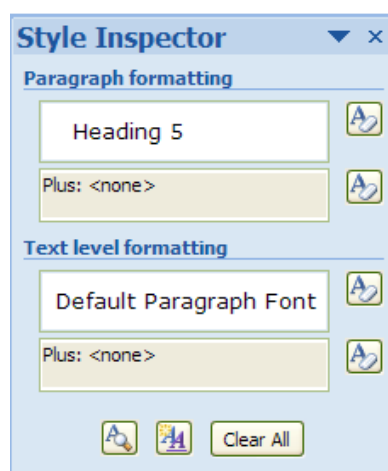 Style Inspector
Paragraph formatting
Heading 5
Plus: <none>
Text level formatting
Default Paragraph Font
Plus: <none>
Clear All